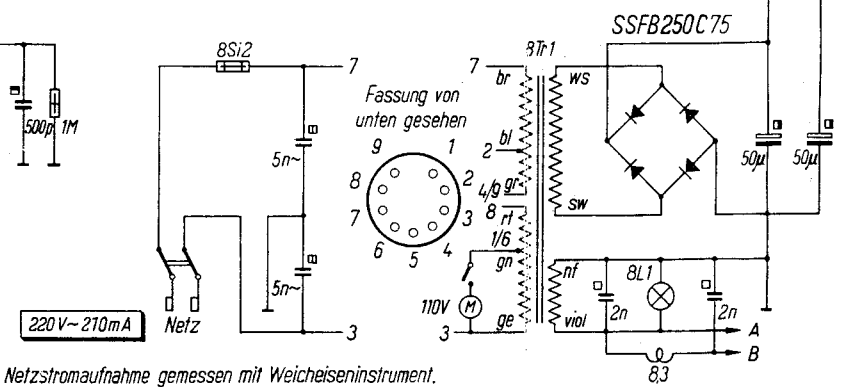 SSFB250C75
8Si2
7
7
8Tr1
br
ws
Fassung von
unten gesehen
500p
1M
5n~
9
1
2
bl
50µ
50µ
8
2
4/9
gr
7
3
8
rt
sw
6
5
4
1/6
gn
nf
8L1
5n~
110V
M
2n
2n
220V~210mA
Netz
3
3
ge
viol
A
B
8,3
Netzstromaufnahme gemessen mit Weicheiseninstrument.